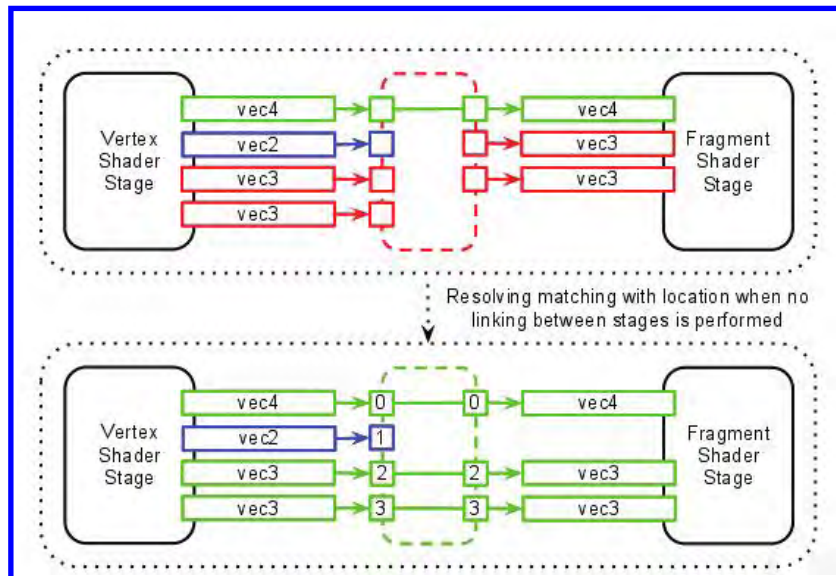 vec4
vec4
Vertex
Shader
Stage
vec2
vec3
Fragment
Shader
Stage
vec3
vec3
vec3
Resolving matching with location when no
linking between stages is performed
vec4
0
0
vec4
Vertex
Shader
Stage
vec2
1
Fragment
Shader
Stage
vec3
2
2
vec3
vec3
3
3
vec3